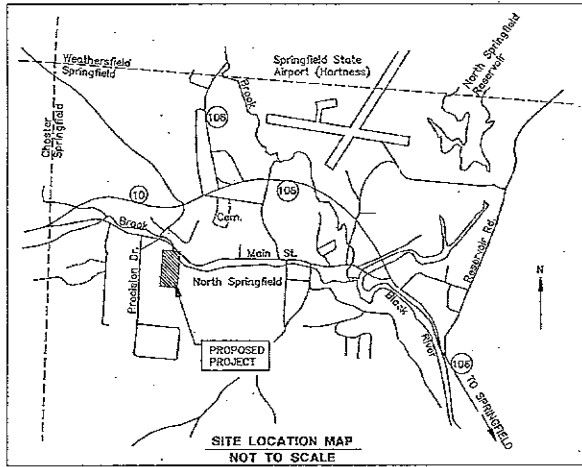 Weathersfield
Springfield
Springfield State
Airport (Hartness)
North Springfield
Reservoir
Chester
Springfield
Brook
106
10
106
Cem.
Brook
Main St.
North Springfield
Precision Dr.
Black
River
Reservoir Rd.
N
PROPOSED
PROJECT
106
TO SPRINGFIELD
SITE LOCATION MAP
NOT TO SCALE